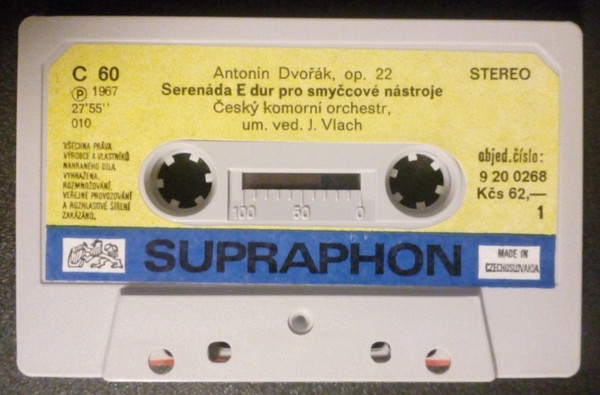 C 60
Ⓟ 1967
27'55''
010
Antonín Dvořák, op. 22
Serenáda E dur pro smyčcové nástroje
Český komorní orchestr,
um. ved. J. Vlach
STEREO
VŠECHNA PRÁVA
VÝROBCE A VLASTNÍKŮ
NAHRANÉHO DÍLA
VYHRAŽENA.
ROZMNOŽOVÁNÍ,
VEŘEJNÉ PROVOZOVÁNÍ
A ROZHLASOVÉ ŠÍŘENÍ
ZAKÁZÁNO.
objed.číslo:
9 20 0268
Kčs 62,—
1
100 50 0
SUPRAPHON
MADE IN
CZECHOSLOVAKIA